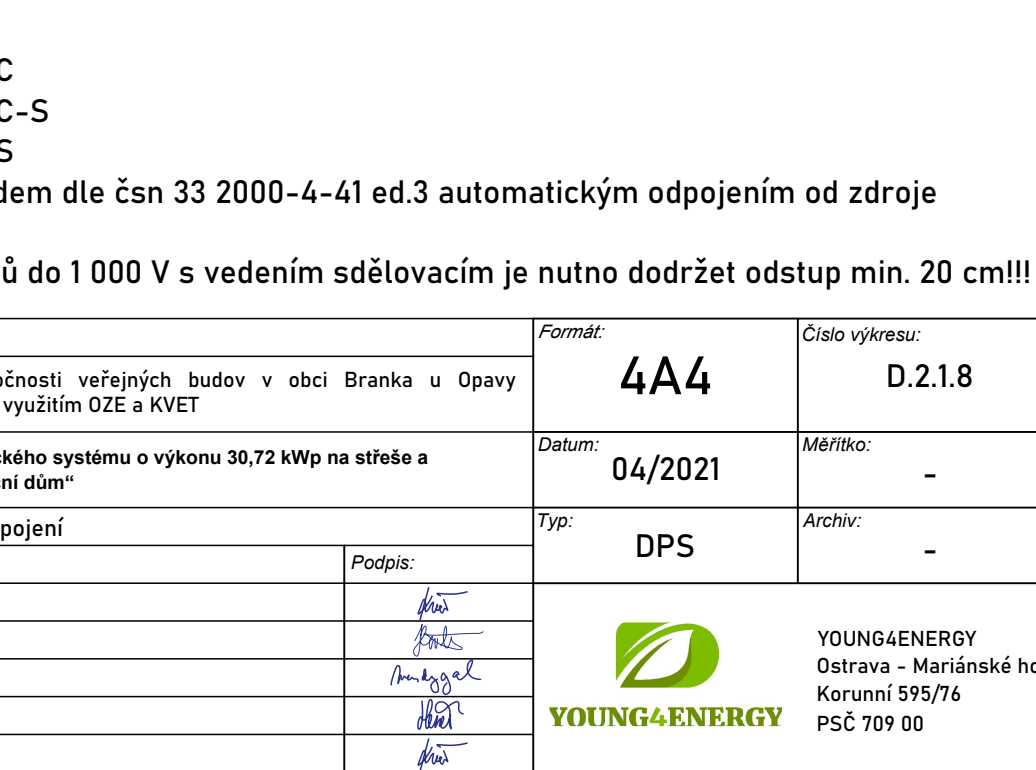 C
C-S
S
dem dle čsn 33 2000-4-41 ed.3 automatickým odpojením od zdroje
ů do 1 000 V s vedením sdělovacím je nutno dodržet odstup min. 20 cm!!!
Formát:
4A4
Číslo výkresu:
D.2.1.8
očnosti veřejných budov v obci Branka u Opavy
využitím OZE a KVET
Datum:
04/2021
Měřítko:
-
ckého systému o výkonu 30,72 kWp na střeše a
ční dům“
Typ:
DPS
Archiv:
-
pojení
Podpis:
YOUNG4ENERGY
YOUNG4ENERGY
Ostrava - Mariánské ho
Korunní 595/76
PSČ 709 00